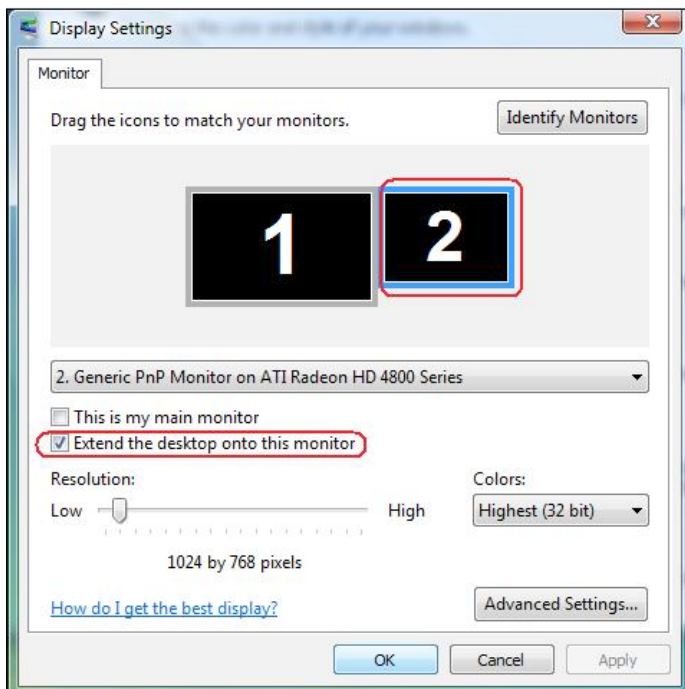 Display Settings
Monitor
Drag the icons to match your monitors.
Identify Monitors
1
2
2. Generic PnP Monitor on ATI Radeon HD 4800 Series
This is my main monitor
Extend the desktop onto this monitor
Resolution:
Colors:
Low
High
Highest (32 bit)
1024 by 768 pixels
How do I get the best display?
Advanced Settings...
OK
Cancel
Apply